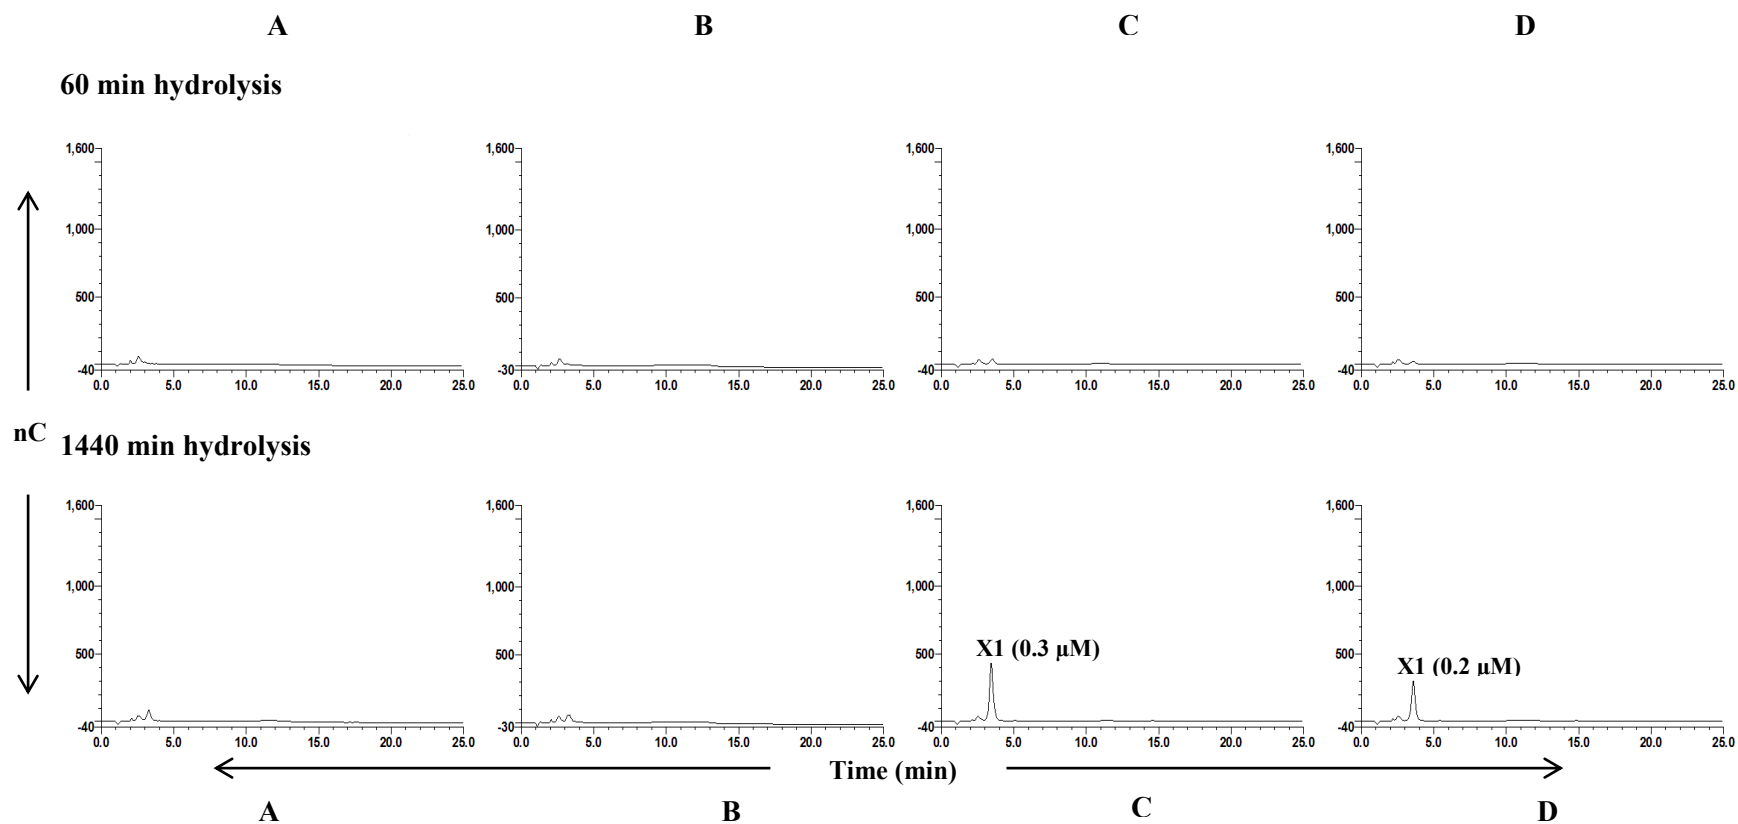 A B C D
60 min hydrolysis
1,600 1,600 1,600 1,600
1,000 1,000 1,000 1,000
500 500 500 500
-40 -30 -40 -40
0.0 5.0 10.0 15.0 20.0 25.0 0.0 5.0 10.0 15.0 20.0 25.0 0.0 5.0 10.0 15.0 20.0 25.0 0.0 5.0 10.0 15.0 20.0 25.0
nC
1440 min hydrolysis
1,600 1,600 1,600 1,600
1,000 1,000 1,000 1,000
500 500 500 500
X1 (0.3 µM)
X1 (0.2 µM)
-40 -30 -40 -40
0.0 5.0 10.0 15.0 20.0 25.0 0.0 5.0 10.0 15.0 20.0 25.0 0.0 5.0 10.0 15.0 20.0 25.0 0.0 5.0 10.0 15.0 20.0 25.0
Time (min)
A B C D